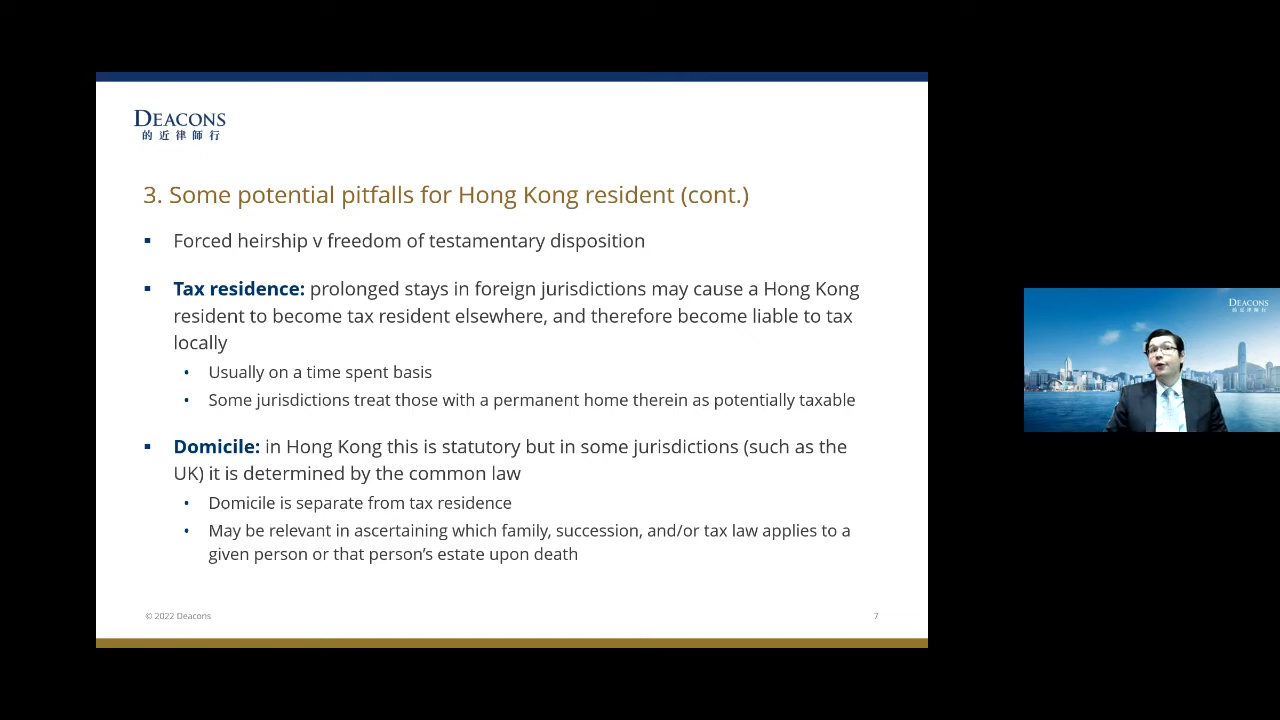 DEACONS
的近律師行
3. Some potential pitfalls for Hong Kong resident (cont.)
▪ Forced heirship v freedom of testamentary disposition
▪ Tax residence: prolonged stays in foreign jurisdictions may cause a Hong Kong
resident to become tax resident elsewhere, and therefore become liable to tax
locally
• Usually on a time spent basis
• Some jurisdictions treat those with a permanent home therein as potentially taxable
▪ Domicile: in Hong Kong this is statutory but in some jurisdictions (such as the
UK) it is determined by the common law
• Domicile is separate from tax residence
• May be relevant in ascertaining which family, succession, and/or tax law applies to a
given person or that person's estate upon death
© 2022 Deacons
7
DEACONS
的近律師行